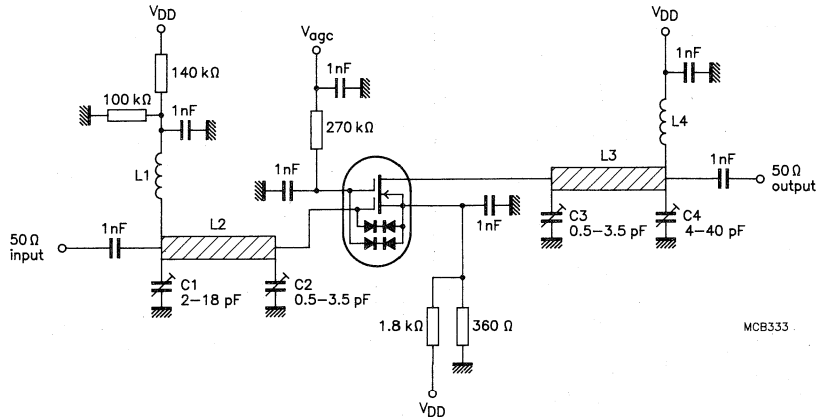 VDD
140 kΩ
100 kΩ
1nF
L1
1nF
50 Ω
input
L2
C1
2–18 pF
C2
0.5–3.5 pF
Vagc
1nF
270 kΩ
1nF
1nF
1.8 kΩ
360 Ω
VDD
VDD
1nF
L4
L3
1nF
50 Ω
output
C3
0.5–3.5 pF
C4
4–40 pF
MCB333